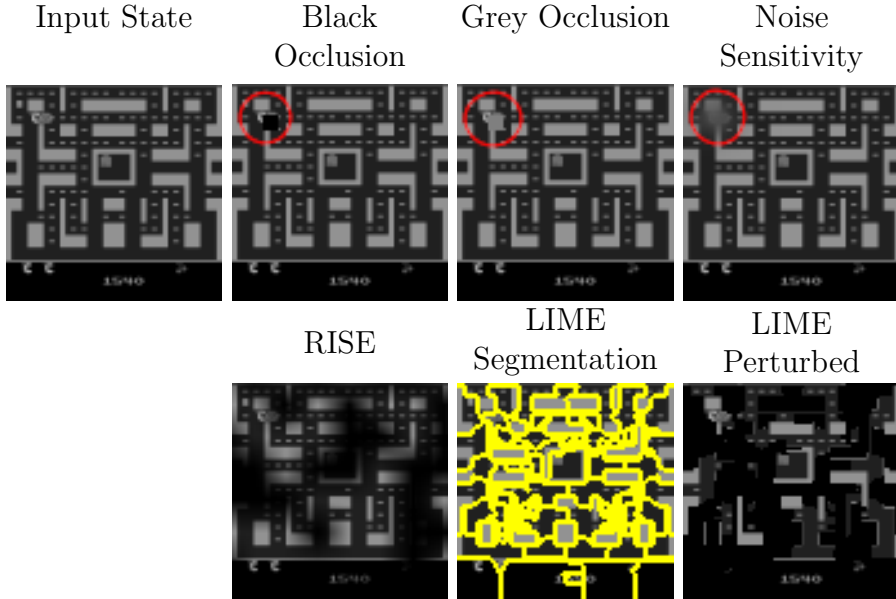 Input State
Black
Occlusion
Grey Occlusion
Noise
Sensitivity
1540
1540
1540
1540
RISE
LIME
Segmentation
LIME
Perturbed
1540
1540